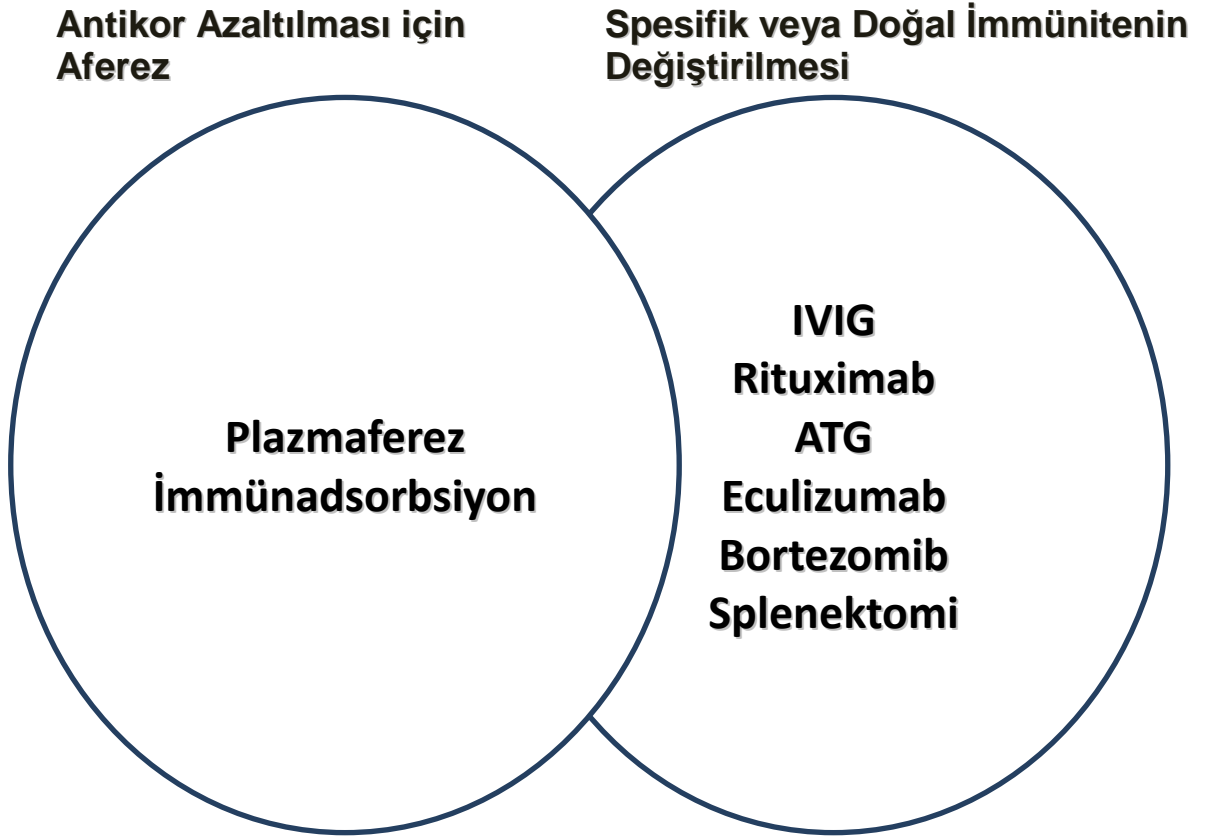 Antikor Azaltılması için
Aferez
Spesifik veya Doğal İmmünitenin
Değiştirilmesi
Plazmaferez
İmmünadsorbsiyon
IVIG
Rituximab
ATG
Eculizumab
Bortezomib
Splenektomi